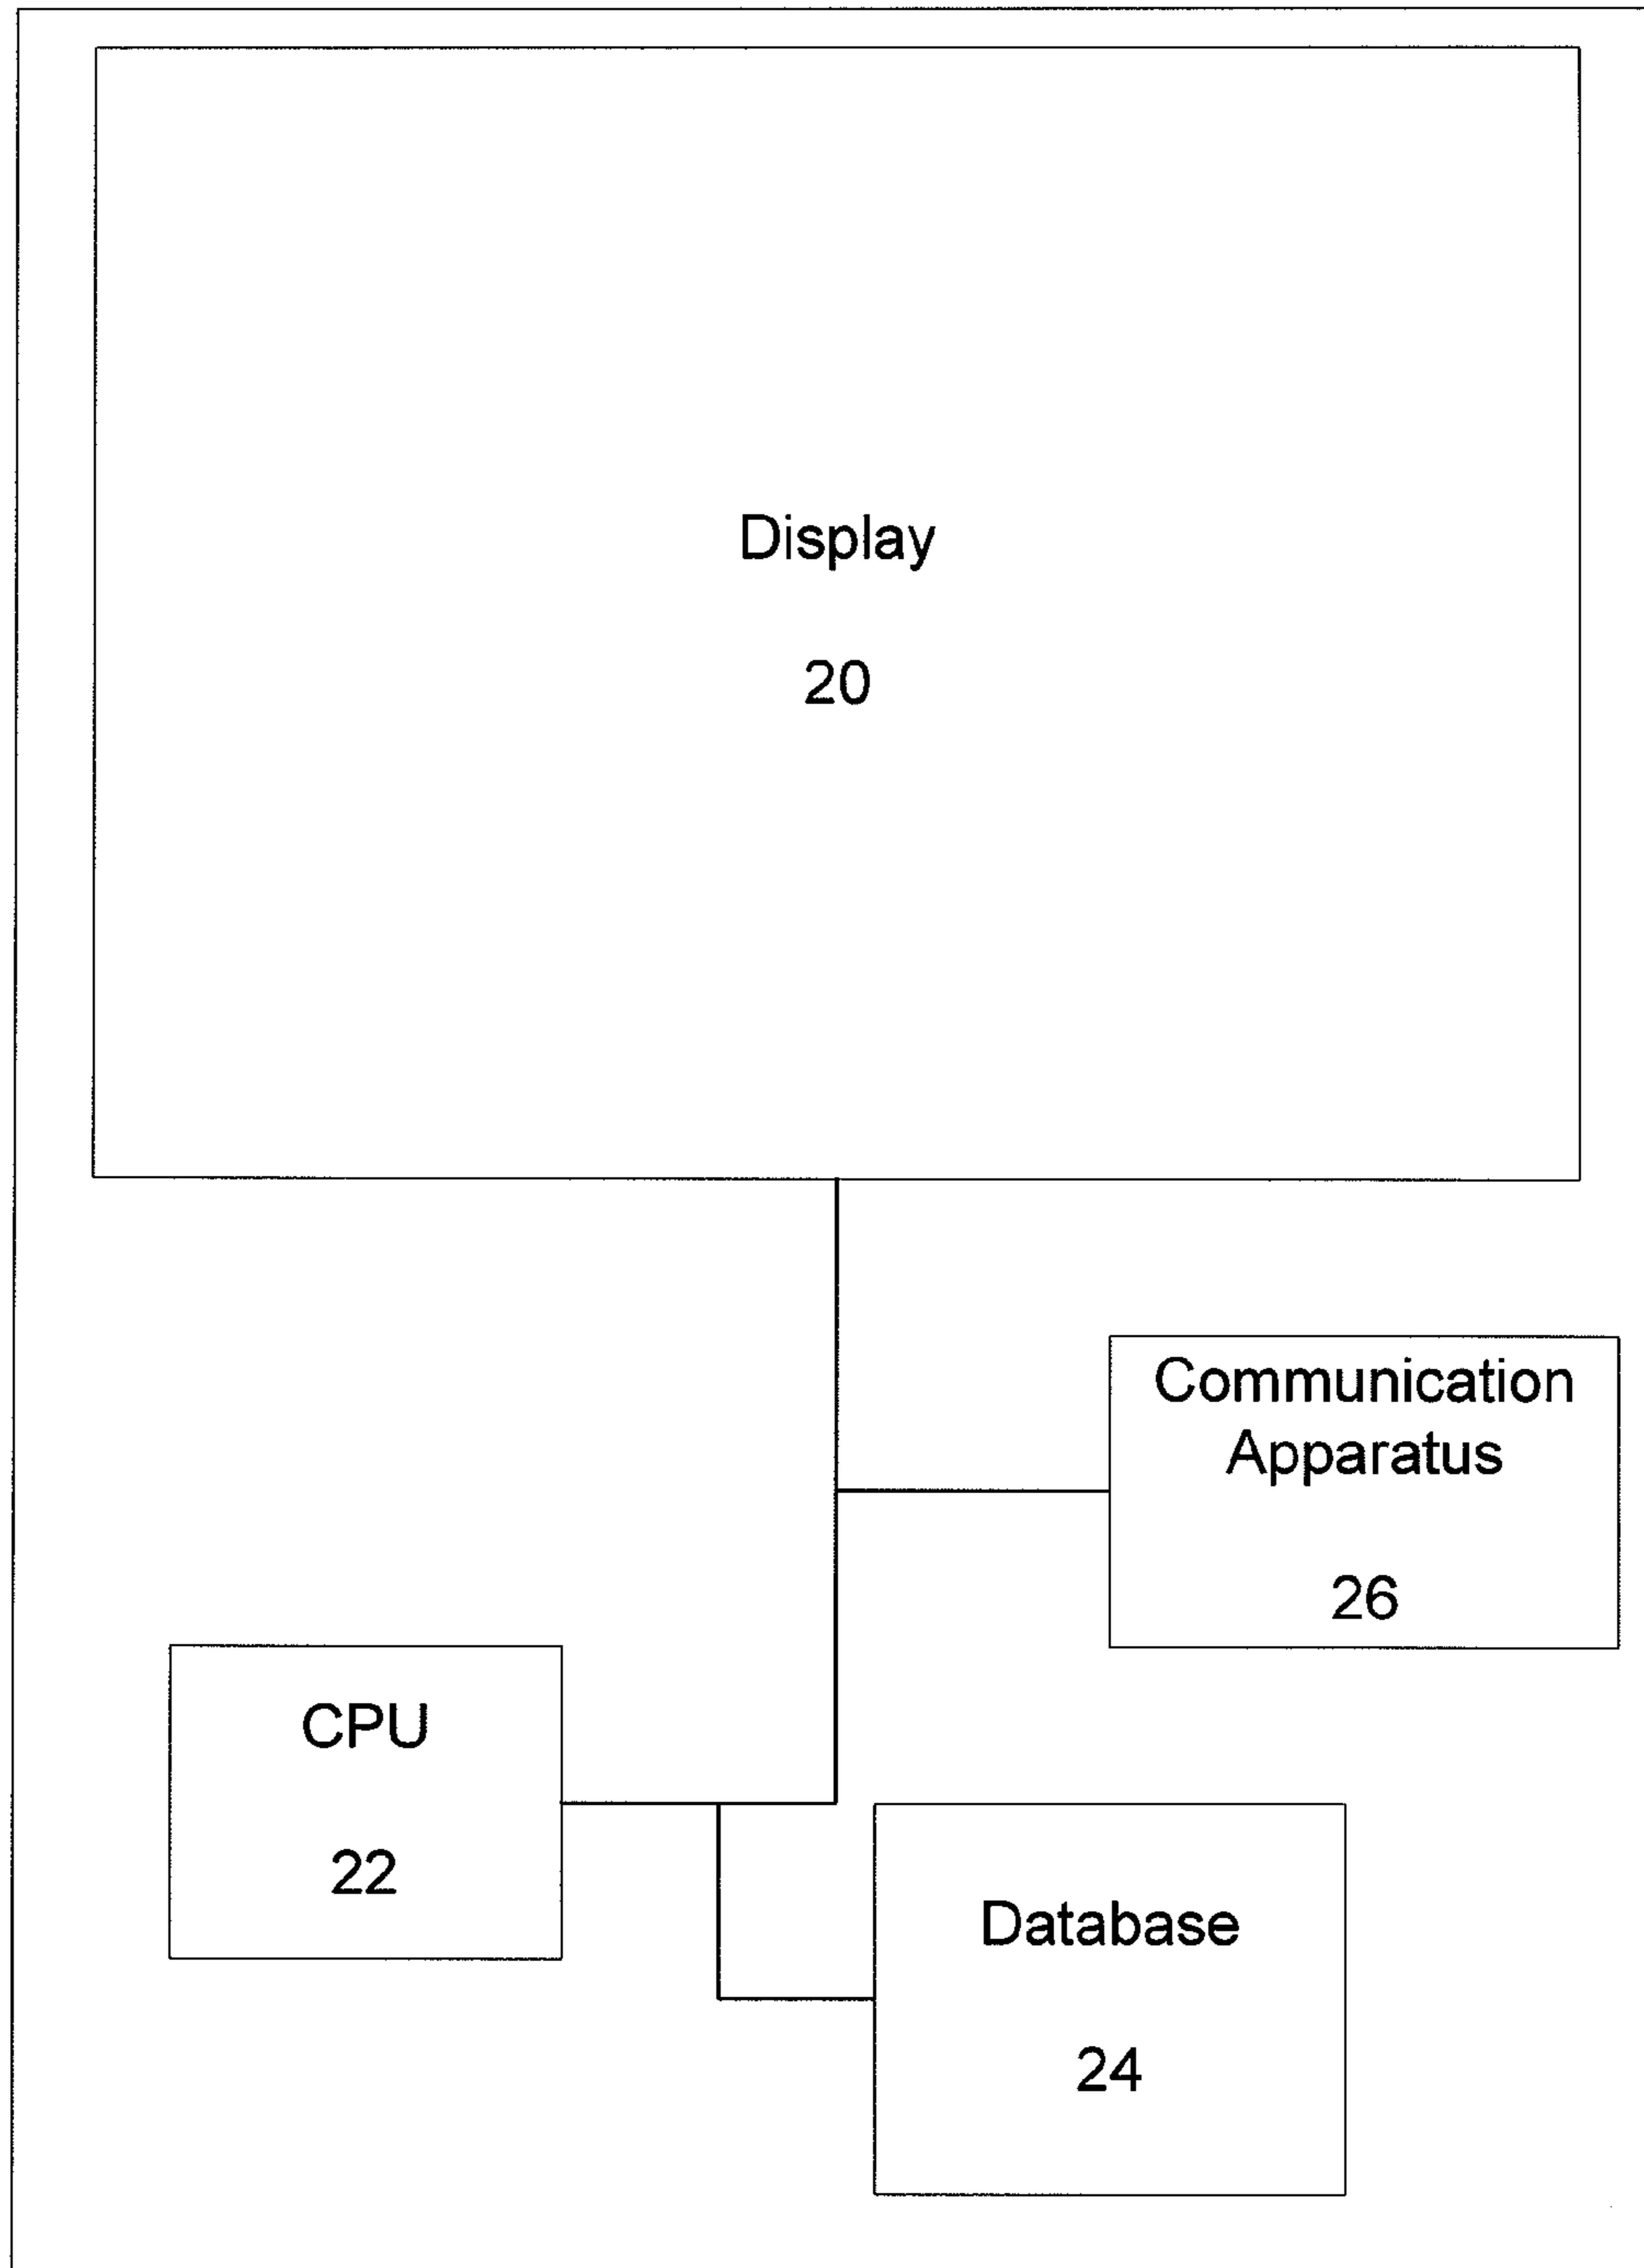 Display
20
Communication
Apparatus
26
CPU
22
Database
24